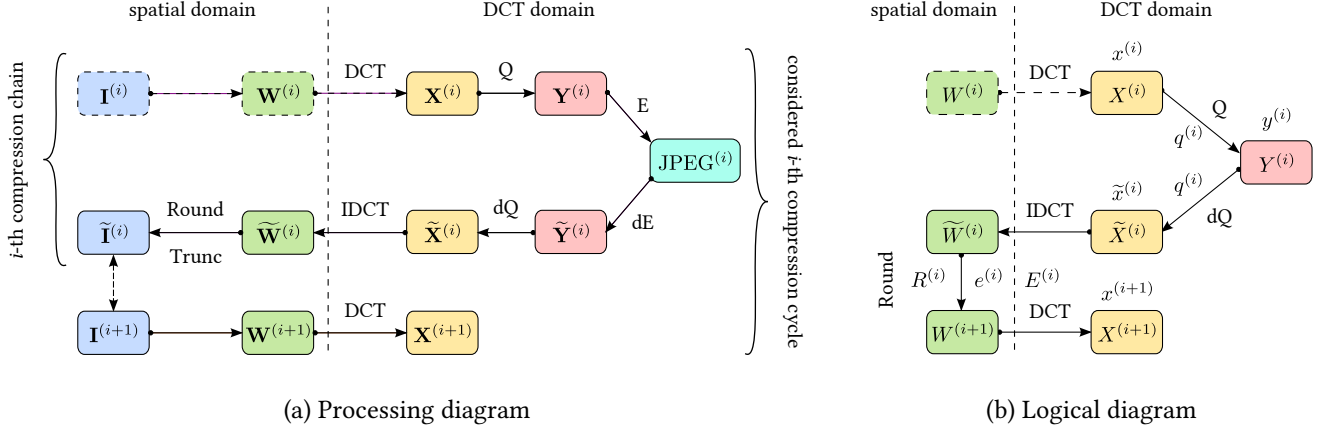 spatial domain
DCT domain
i-th compression chain
I^(i)
W^(i)
DCT
X^(i)
Q
Y^(i)
E
JPEG^(i)
Ĩ^(i)
Round
Trunc
W̃^(i)
IDCT
X̃^(i)
dQ
Ỹ^(i)
dE
I^(i+1)
W^(i+1)
DCT
X^(i+1)
considered i-th compression cycle
(a) Processing diagram
spatial domain
DCT domain
W^(i)
DCT
x^(i)
X^(i)
Q
q^(i)
y^(i)
Y^(i)
W̃^(i)
IDCT
x̃^(i)
X̃^(i)
q^(i)
dQ
Round
R^(i)
e^(i)
E^(i)
x^(i+1)
W^(i+1)
DCT
X^(i+1)
(b) Logical diagram